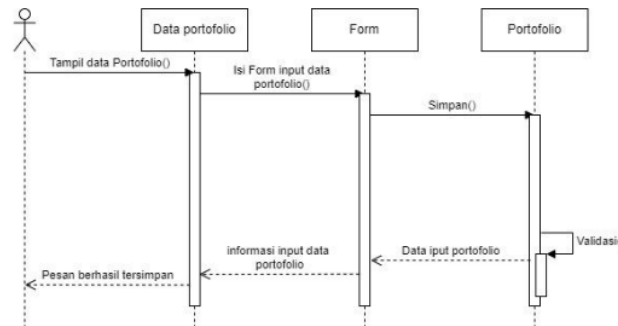 Data portofolio
Form
Portofolio
Tampil data Portofolio()
Isi Form input data
portofolio()
Simpan()
Validasi
Data iput portofolio
informasi input data
portofolio
Pesan berhasil tersimpan